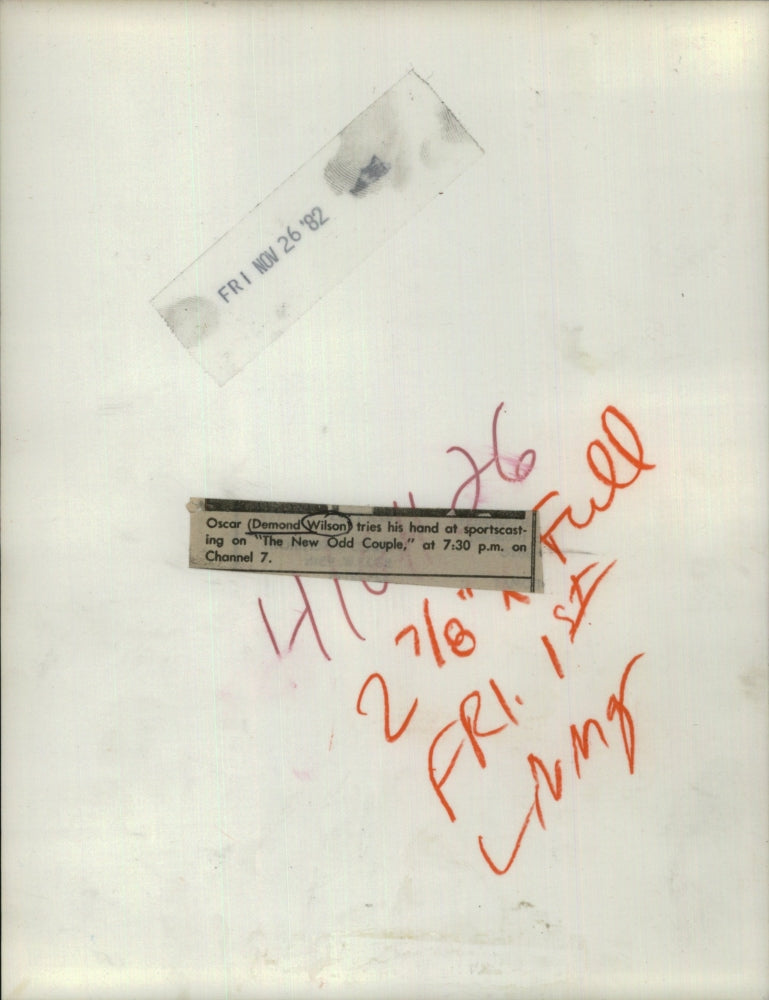 FRI NOV 26 '82
26
Oscar (Demond Wilson) tries his hand at sportscast-
ing on "The New Odd Couple," at 7:30 p.m. on
Channel 7.
2 7/8" x Full
FRI. 1ST
Living